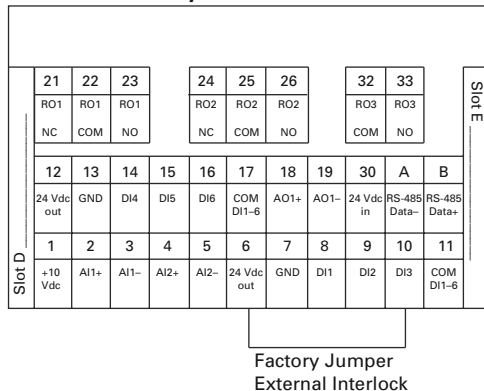 21 22 23 24 25 26 32 33
RO1 RO1 RO1 RO2 RO2 RO2 RO3 RO3
NC COM NO NC COM NO COM NO
12 13 14 15 16 17 18 19 30 A B
24 Vdc out GND DI4 DI5 DI6 COM DI1–6 AO1+ AO1– 24 Vdc in RS-485 Data– RS-485 Data+
1 2 3 4 5 6 7 8 9 10 11
+10 Vdc AI1+ AI1– AI2+ AI2– 24 Vdc out GND DI1 DI2 DI3 COM DI1–6
Slot D
Slot E
Factory Jumper
External Interlock